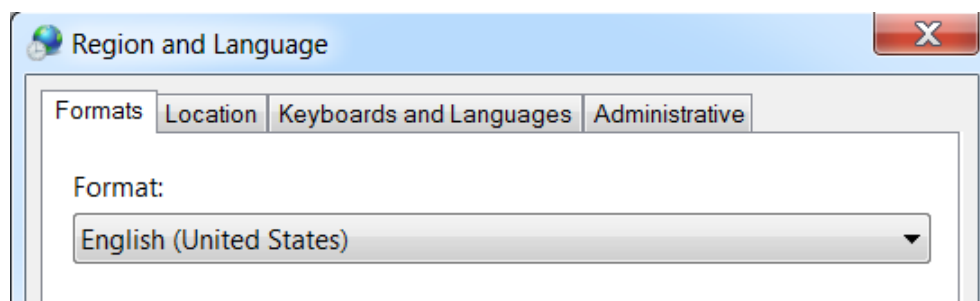 Region and Language
Formats Location Keyboards and Languages Administrative
Format:
English (United States)